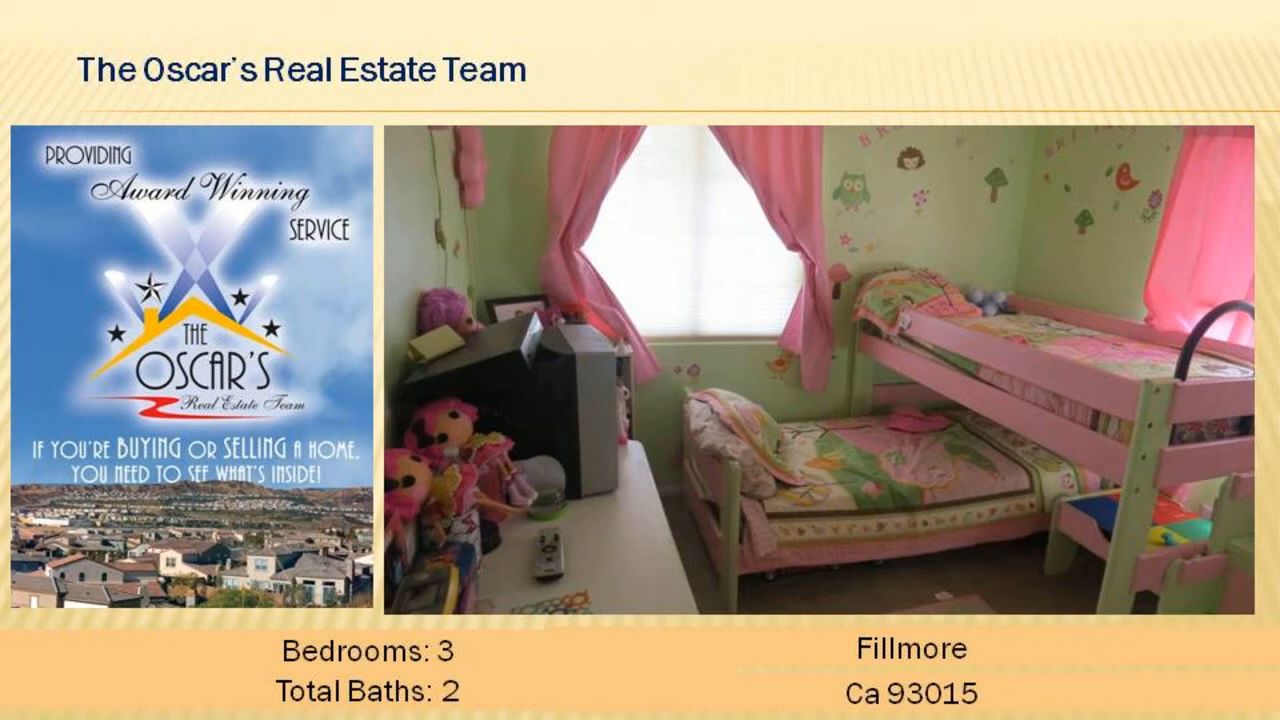 The Oscar's Real Estate Team
PROVIDING
Award Winning
SERVICE
THE
OSCAR'S
Real Estate Team
IF YOU'RE BUYING OR SELLING A HOME,
YOU NEED TO SEE WHAT'S INSIDE!
Bedrooms: 3
Total Baths: 2
Fillmore
Ca 93015